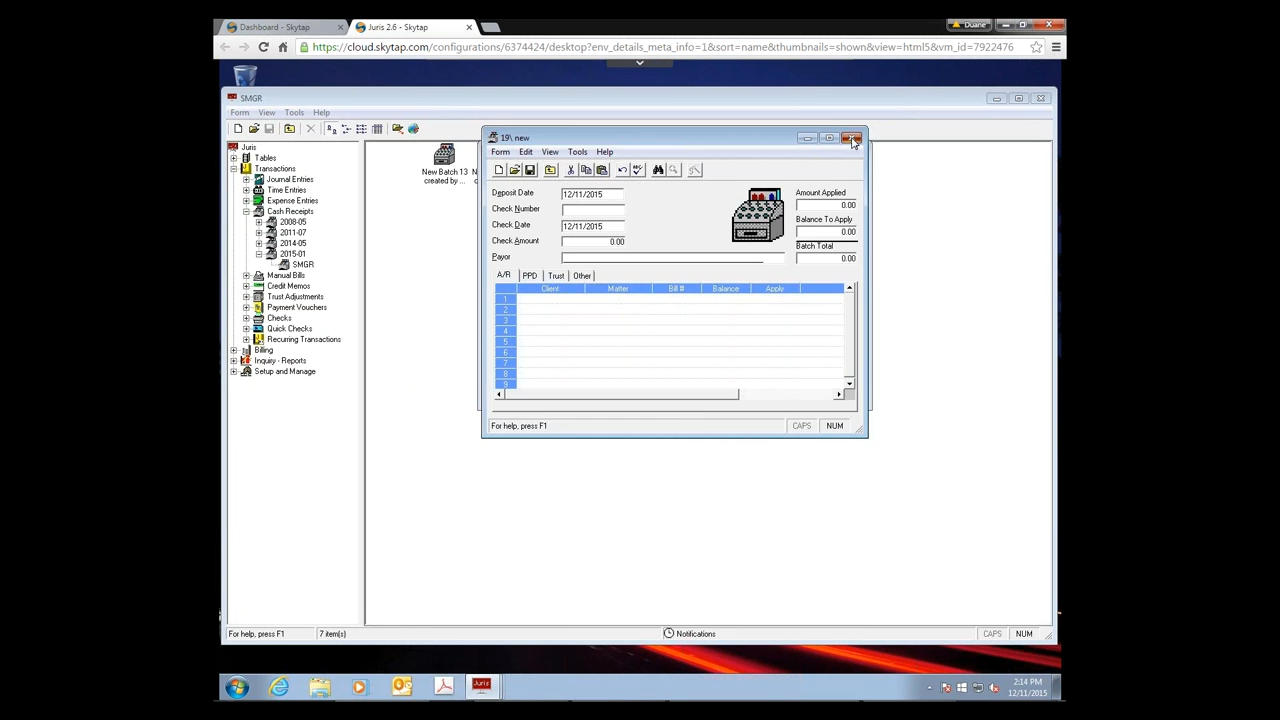 Dashboard - Skytap
Juris 2.6 - Skytap
Duane
https://cloud.skytap.com/configurations/6374424/desktop?env_details_meta_info=1&sort=name&thumbnails=shown&view=html5&vm_id=7922476
SMGR
Form View Tools Help
Juris
Tables
Transactions
Journal Entries
Time Entries
Expense Entries
Cash Receipts
2008-05
2011-07
2014-05
2015-01
SMGR
Manual Bills
Credit Memos
Trust Adjustments
Payment Vouchers
Checks
Quick Checks
Recurring Transactions
Billing
Inquiry - Reports
Setup and Manage
New Batch 13
created by ...
19\ new
Form Edit View Tools Help
Deposit Date 12/11/2015
Check Number
Check Date 12/11/2015
Check Amount 0.00
Payor
Amount Applied
0.00
Balance To Apply
0.00
Batch Total
0.00
A/R PPD Trust Other
Client Matter Bill # Balance Apply
1
2
3
4
5
6
7
8
9
For help, press F1 CAPS NUM
For help, press F1 7 item(s) Notifications CAPS NUM
Juris
2:14 PM
12/11/2015